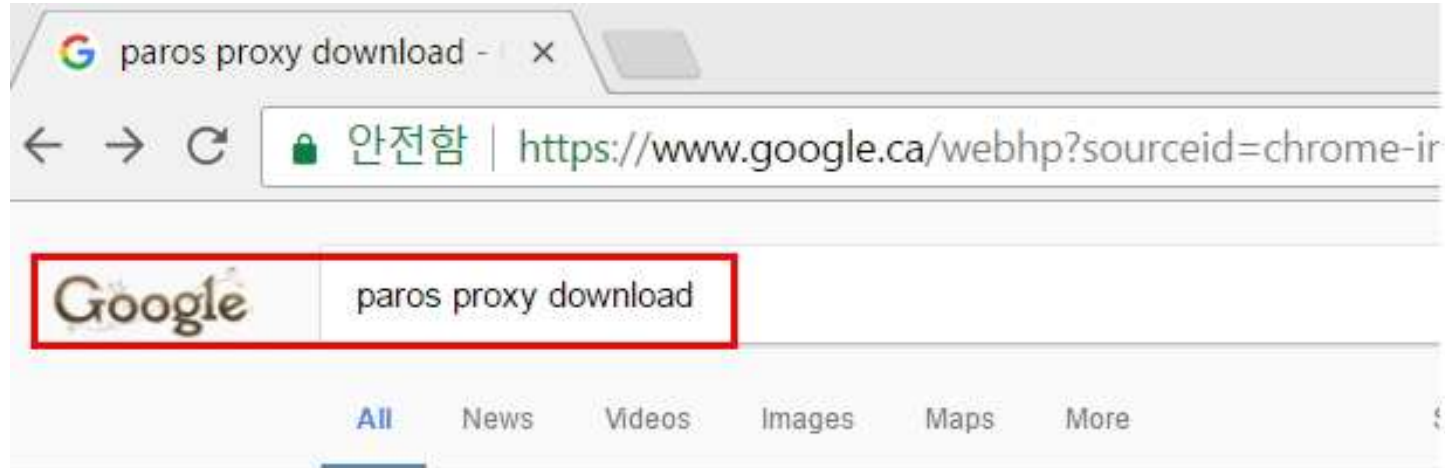 paros proxy download -
안전함 | https://www.google.ca/webhp?sourceid=chrome-in
Google paros proxy download
All News Videos Images Maps More